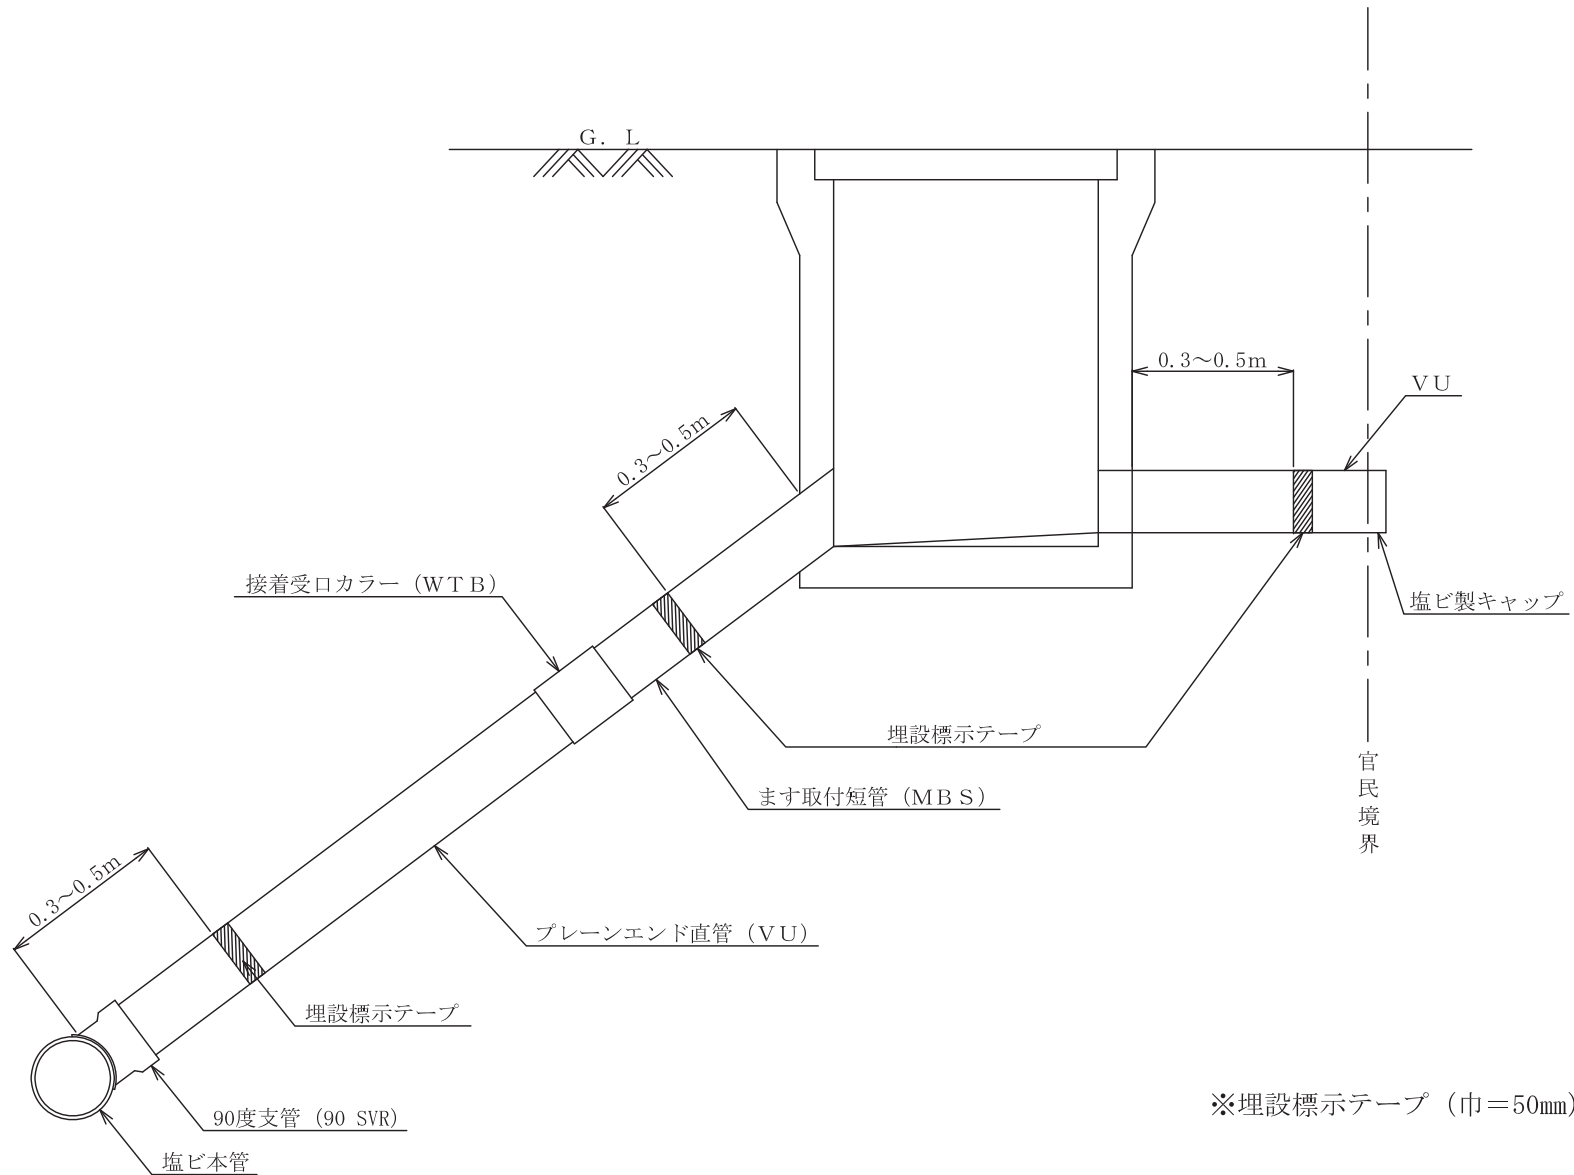 G. L
0.3～0.5m
VU
0.3～0.5m
接着受口カラー（WTB）
塩ビ製キャップ
埋設標示テープ
官民境界
ます取付短管（MBS）
0.3～0.5m
プレーンエンド直管（VU）
埋設標示テープ
90度支管（90 SVR）
塩ビ本管
※埋設標示テープ（巾＝50㎜）